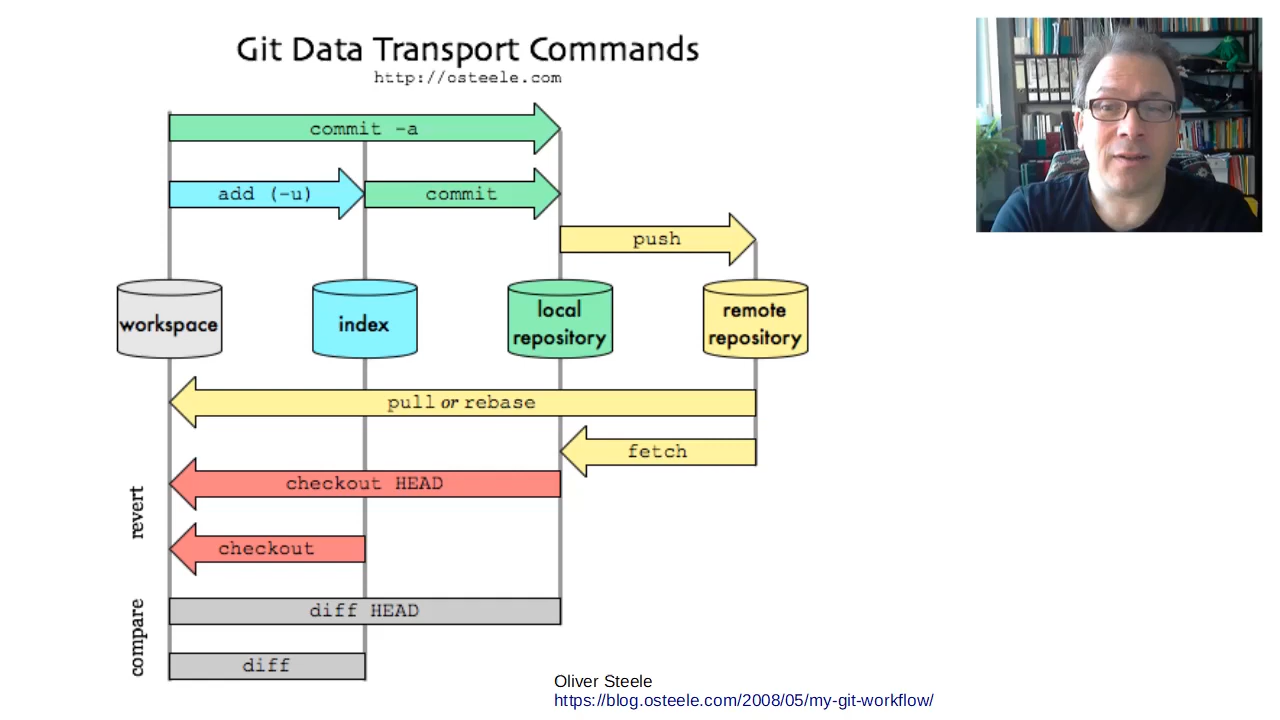 Git Data Transport Commands
http://osteele.com
commit -a
add (-u)
commit
push
workspace
index
local
repository
remote
repository
pull or rebase
fetch
revert
checkout HEAD
checkout
compare
diff HEAD
diff
Oliver Steele
https://blog.osteele.com/2008/05/my-git-workflow/